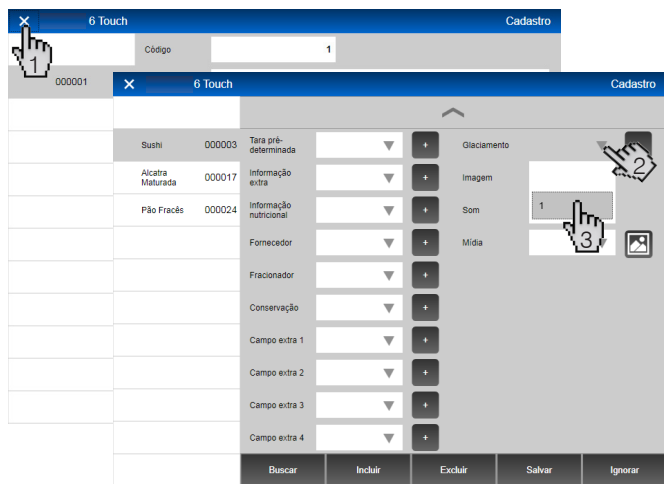 6 Touch
Cadastro
Código
1
1
000001
6 Touch
Cadastro
Sushi
000003
Tara pré-
determinada
+
Glaciamento
2
Alcatra
Maturada
000017
Informação
extra
+
Imagem
Pão Fracês
000024
Informação
nutricional
+
Som
1
3
Fornecedor
+
Mídia
Fracionador
+
Conservação
+
Campo extra 1
+
Campo extra 2
+
Campo extra 3
+
Campo extra 4
+
Buscar
Incluir
Excluir
Salvar
Ignorar